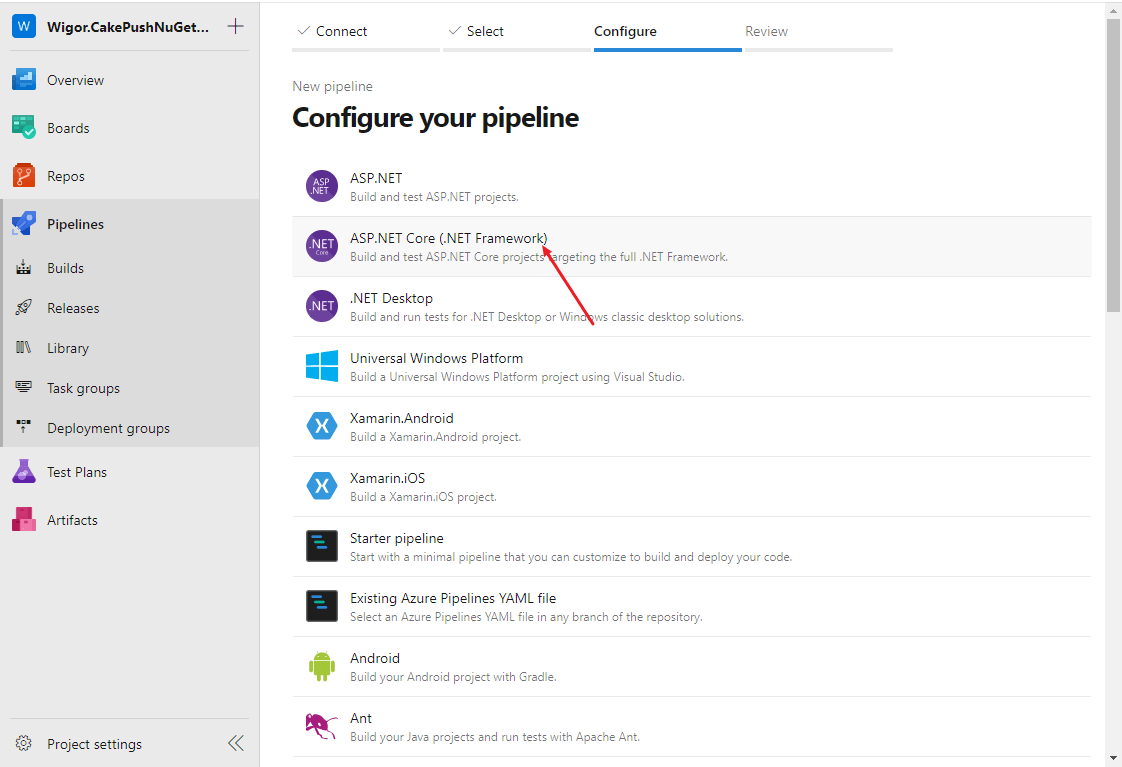 W
Wigor.CakePushNuGet...
Overview
Boards
Repos
Pipelines
Builds
Releases
Library
Task groups
Deployment groups
Test Plans
Artifacts
Project settings
Connect
Select
Configure
Review
New pipeline
Configure your pipeline
ASP
.NET
ASP.NET
Build and test ASP.NET projects.
.NET
Core
ASP.NET Core (.NET Framework)
Build and test ASP.NET Core projects targeting the full .NET Framework.
.NET
.NET Desktop
Build and run tests for .NET Desktop or Windows classic desktop solutions.
Universal Windows Platform
Build a Universal Windows Platform project using Visual Studio.
X
Xamarin.Android
Build a Xamarin.Android project.
X
Xamarin.iOS
Build a Xamarin.iOS project.
Starter pipeline
Start with a minimal pipeline that you can customize to build and deploy your code.
Existing Azure Pipelines YAML file
Select an Azure Pipelines YAML file in any branch of the repository.
Android
Build your Android project with Gradle.
Ant
Build your Java projects and run tests with Apache Ant.